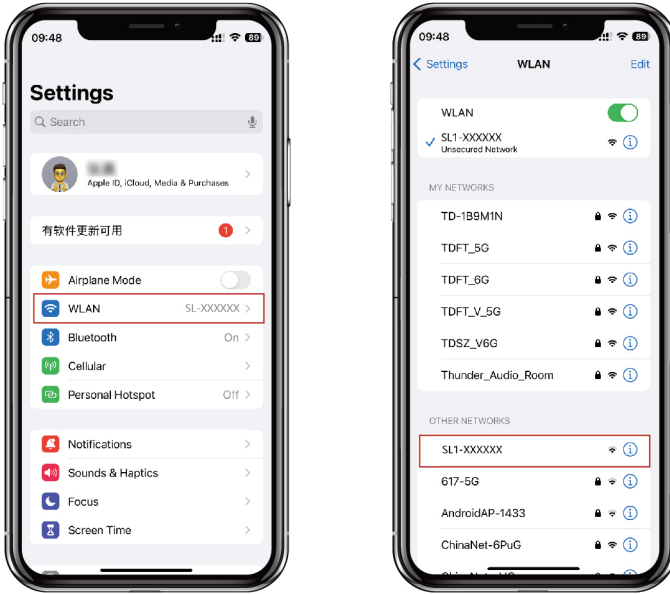 09:48
89
Settings
Search
Apple ID, iCloud, Media & Purchases
有软件更新可用
1
Airplane Mode
WLAN SL-XXXXXX
Bluetooth On
Cellular
Personal Hotspot Off
Notifications
Sounds & Haptics
Focus
Screen Time
09:48
89
Settings WLAN Edit
WLAN
SL1-XXXXXX
Unsecured Network
MY NETWORKS
TD-1B9M1N
TDFT_5G
TDFT_6G
TDFT_V_5G
TDSZ_V6G
Thunder_Audio_Room
OTHER NETWORKS
SL1-XXXXXX
617-5G
AndroidAP-1433
ChinaNet-6PuG